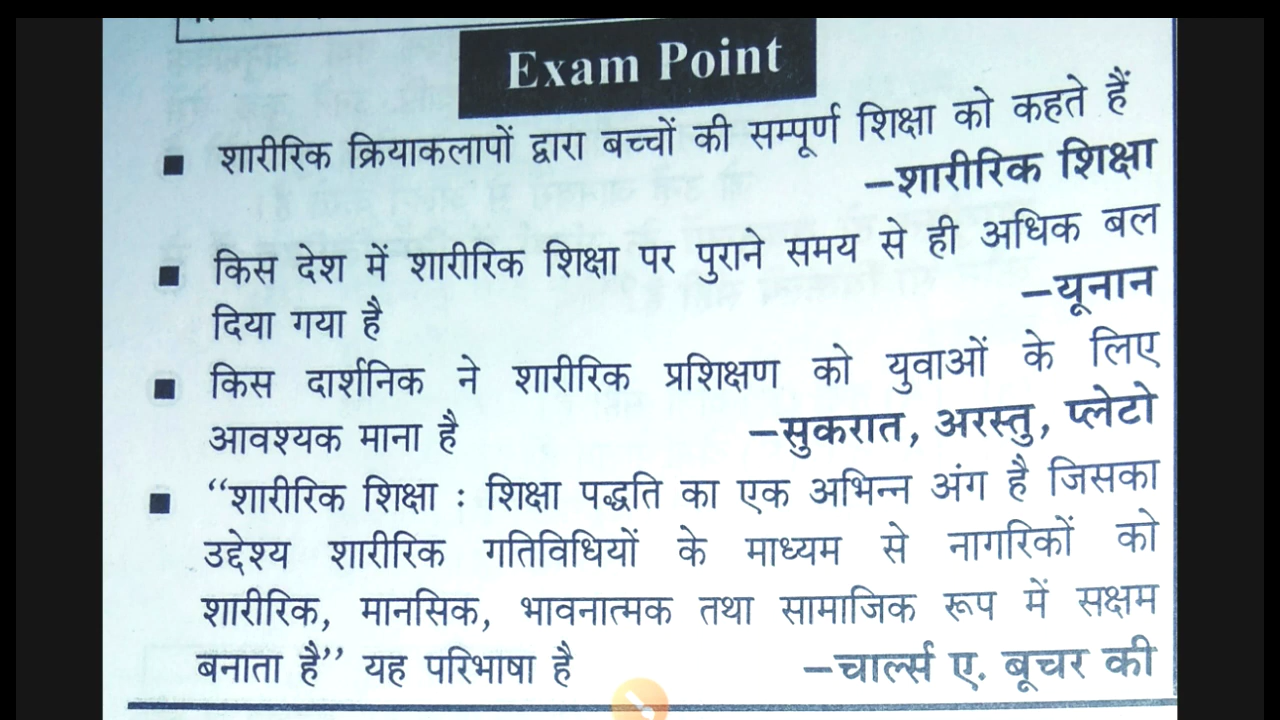 Exam Point
■ शारीरिक क्रियाकलापों द्वारा बच्चों की सम्पूर्ण शिक्षा को कहते हैं
–शारीरिक शिक्षा
■ किस देश में शारीरिक शिक्षा पर पुराने समय से ही अधिक बल
दिया गया है –यूनान
■ किस दार्शनिक ने शारीरिक प्रशिक्षण को युवाओं के लिए
आवश्यक माना है –सुकरात, अरस्तु, प्लेटो
■ “शारीरिक शिक्षा : शिक्षा पद्धति का एक अभिन्न अंग है जिसका
उद्देश्य शारीरिक गतिविधियों के माध्यम से नागरिकों को
शारीरिक, मानसिक, भावनात्मक तथा सामाजिक रूप में सक्षम
बनाता है” यह परिभाषा है –चार्ल्स ए. बूचर की